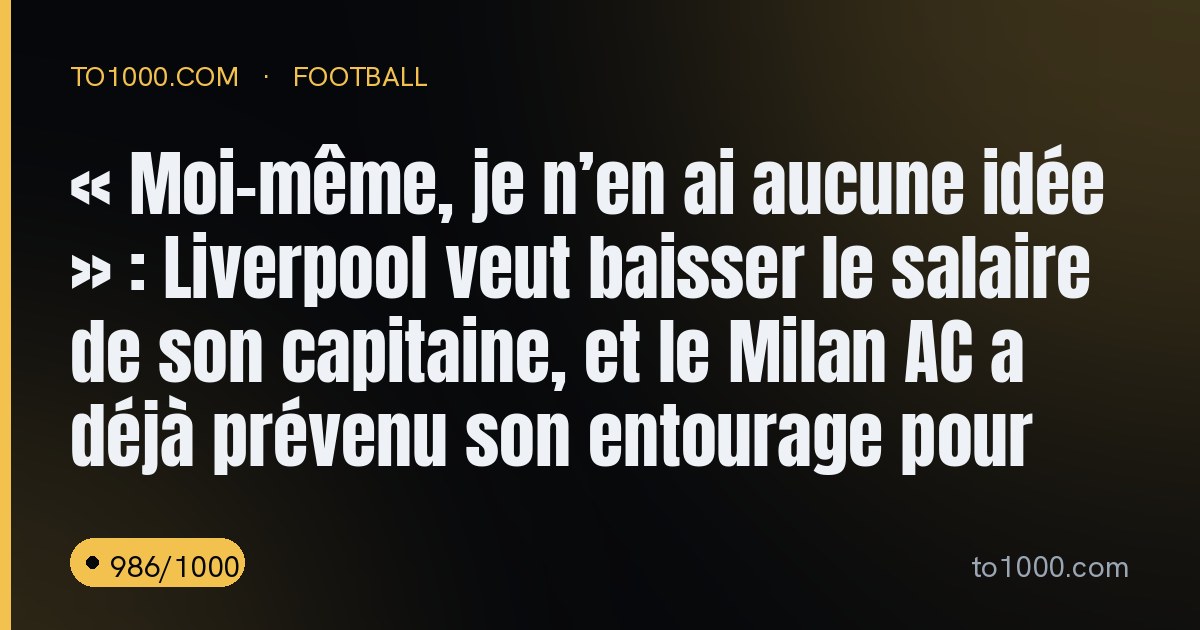 TO1000.COM · FOOTBALL
« Moi-même, je n’en ai aucune idée
» : Liverpool veut baisser le salaire
de son capitaine, et le Milan AC a
déjà prévenu son entourage pour
986/1000
to1000.com